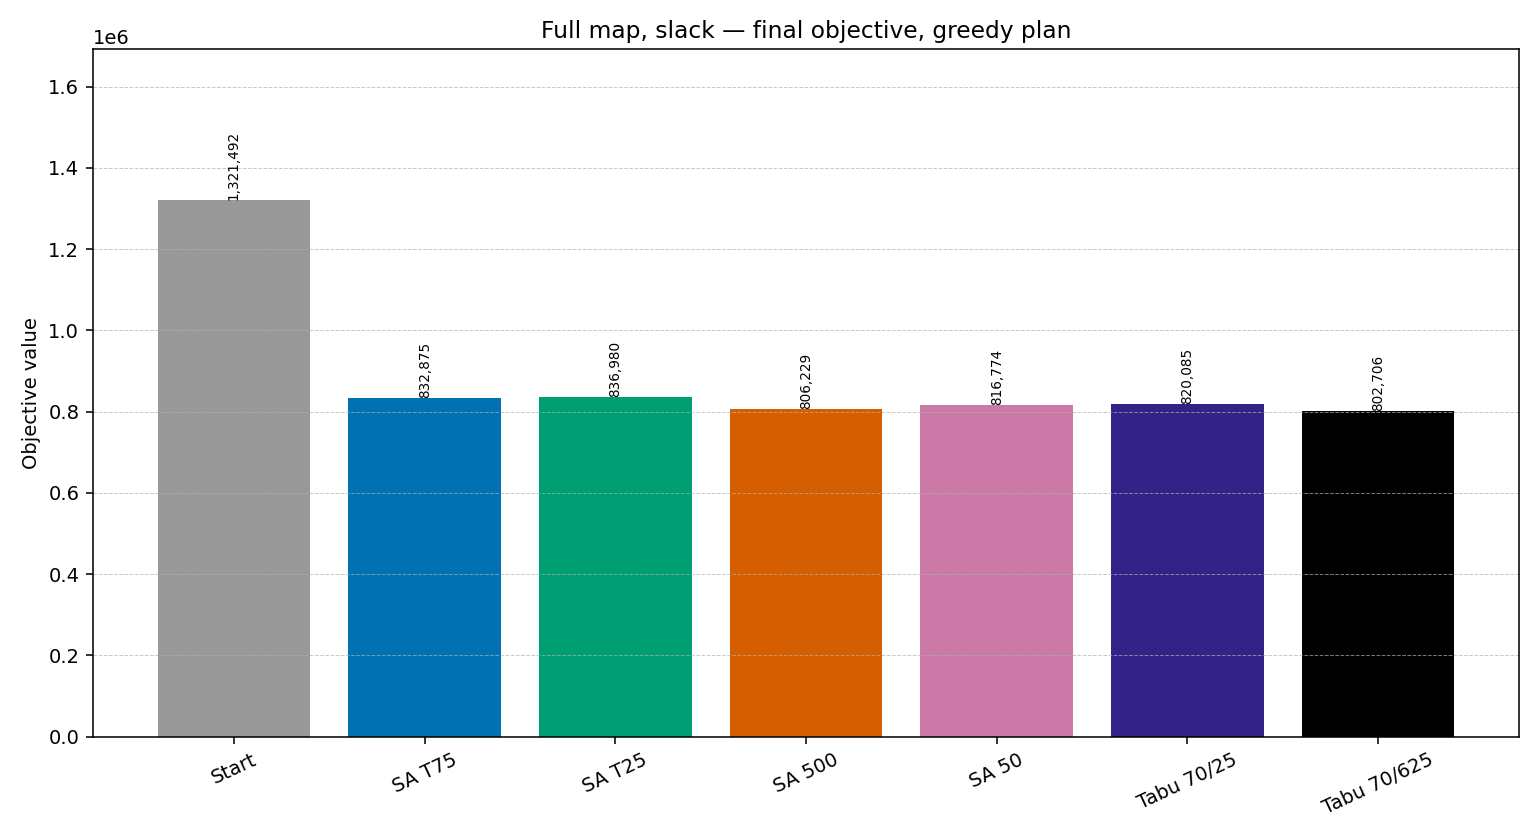 Full map, slack — final objective, greedy plan
1e6
Objective value
1.6
1.4
1.2
1.0
0.8
0.6
0.4
0.2
0.0
1,321,492
832,875
836,980
806,229
816,774
820,085
802,706
Start
SA T75
SA T25
SA 500
SA 50
Tabu 70/25
Tabu 70/625